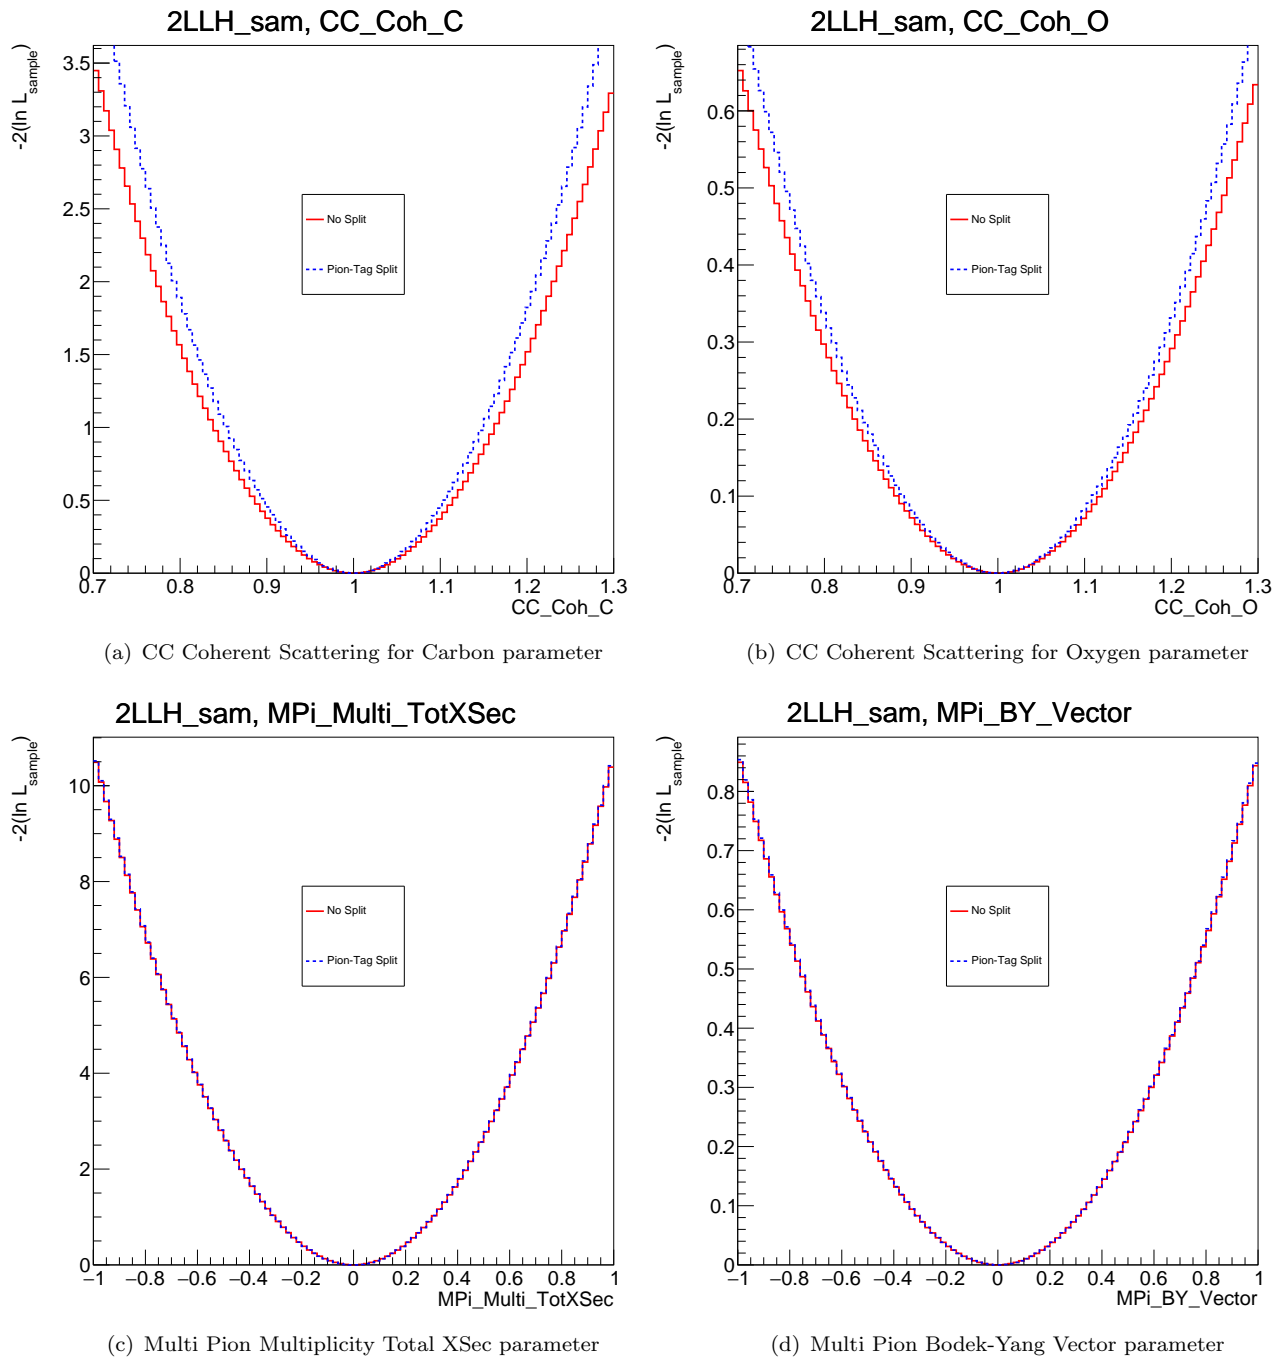 2LLH_sam, CC_Coh_C
-2(ln L_sample)
3.5
3
2.5
2
1.5
1
0.5
0
No Split
Pion-Tag Split
0.7 0.8 0.9 1 1.1 1.2 1.3
CC_Coh_C
(a) CC Coherent Scattering for Carbon parameter
2LLH_sam, CC_Coh_O
-2(ln L_sample)
0.6
0.5
0.4
0.3
0.2
0.1
0
No Split
Pion-Tag Split
0.7 0.8 0.9 1 1.1 1.2 1.3
CC_Coh_O
(b) CC Coherent Scattering for Oxygen parameter
2LLH_sam, MPi_Multi_TotXSec
-2(ln L_sample)
10
8
6
4
2
0
No Split
Pion-Tag Split
−1 −0.8 −0.6 −0.4 −0.2 0 0.2 0.4 0.6 0.8 1
MPi_Multi_TotXSec
(c) Multi Pion Multiplicity Total XSec parameter
2LLH_sam, MPi_BY_Vector
-2(ln L_sample)
0.8
0.7
0.6
0.5
0.4
0.3
0.2
0.1
0
No Split
Pion-Tag Split
−1 −0.8 −0.6 −0.4 −0.2 0 0.2 0.4 0.6 0.8 1
MPi_BY_Vector
(d) Multi Pion Bodek-Yang Vector parameter